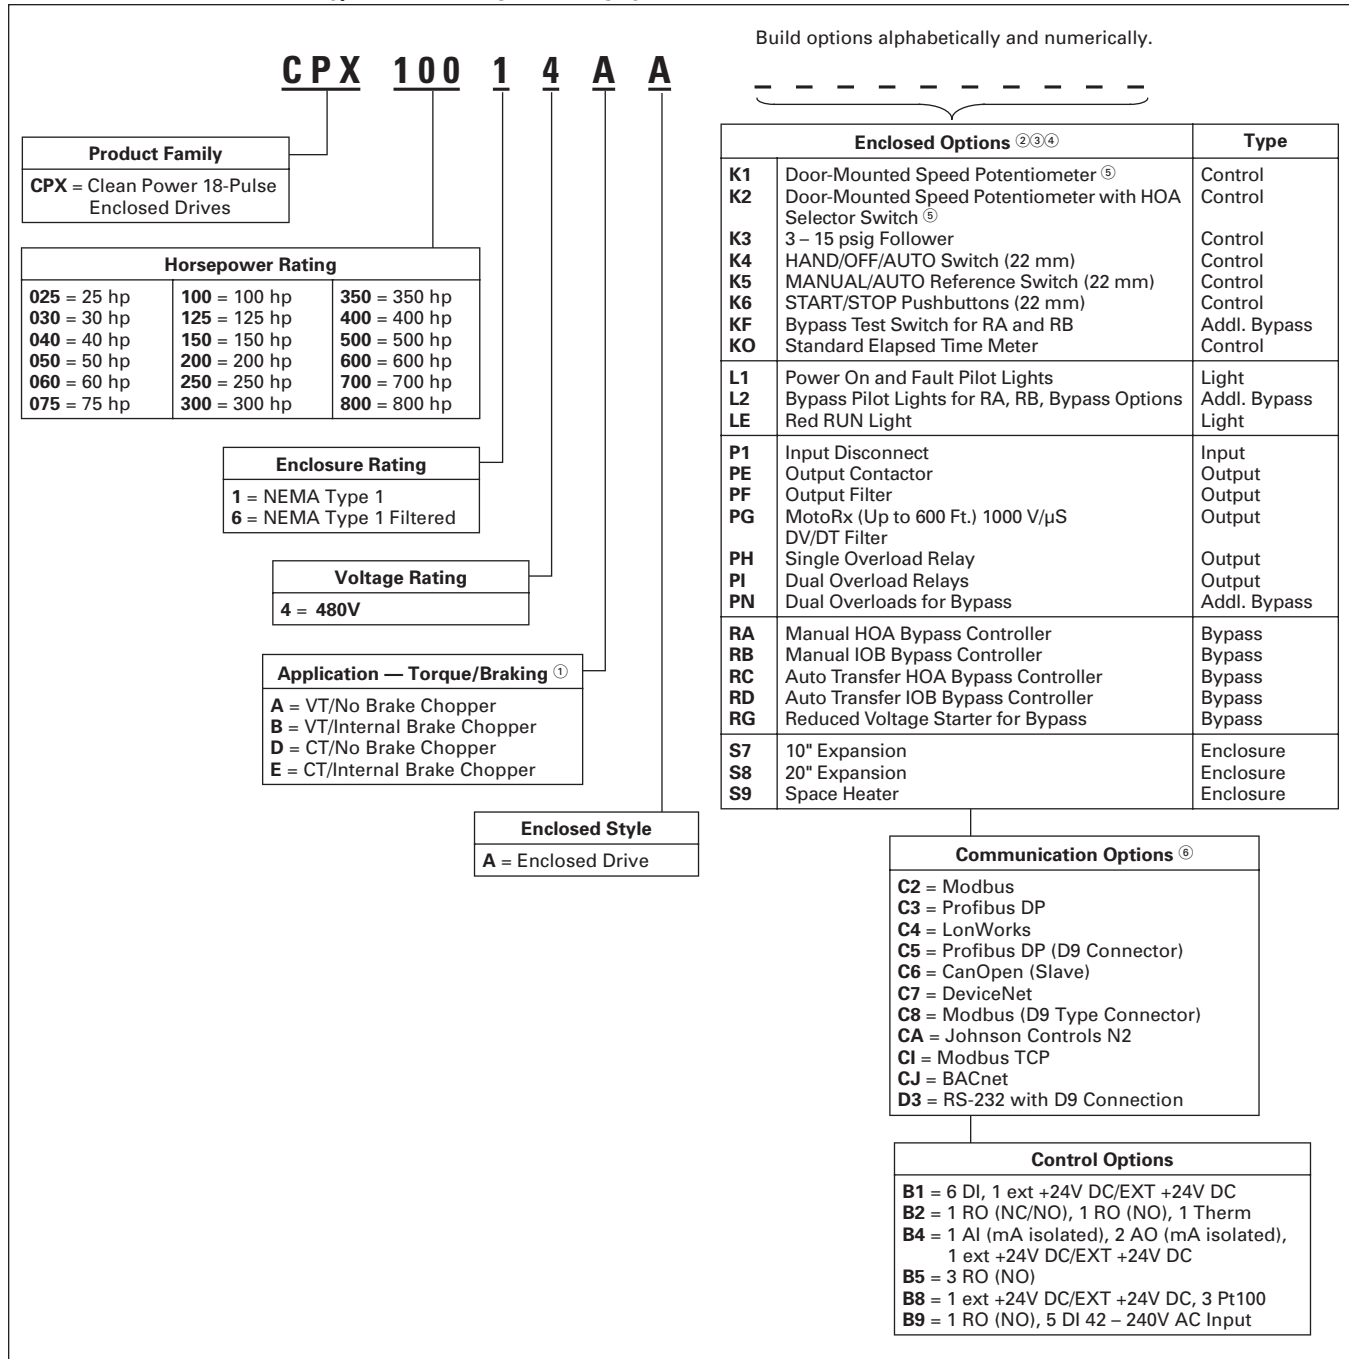 Build options alphabetically and numerically.
CPX 100 1 4 A A _ _ _ _ _ _ _ _ _
Product Family
CPX = Clean Power 18-Pulse
Enclosed Drives
Horsepower Rating
025 = 25 hp 100 = 100 hp 350 = 350 hp
030 = 30 hp 125 = 125 hp 400 = 400 hp
040 = 40 hp 150 = 150 hp 500 = 500 hp
050 = 50 hp 200 = 200 hp 600 = 600 hp
060 = 60 hp 250 = 250 hp 700 = 700 hp
075 = 75 hp 300 = 300 hp 800 = 800 hp
Enclosure Rating
1 = NEMA Type 1
6 = NEMA Type 1 Filtered
Voltage Rating
4 = 480V
Application — Torque/Braking ①
A = VT/No Brake Chopper
B = VT/Internal Brake Chopper
D = CT/No Brake Chopper
E = CT/Internal Brake Chopper
Enclosed Style
A = Enclosed Drive
Enclosed Options ②③④ Type
K1 Door-Mounted Speed Potentiometer ⑤ Control
K2 Door-Mounted Speed Potentiometer with HOA Control
Selector Switch ⑤
K3 3 – 15 psig Follower Control
K4 HAND/OFF/AUTO Switch (22 mm) Control
K5 MANUAL/AUTO Reference Switch (22 mm) Control
K6 START/STOP Pushbuttons (22 mm) Control
KF Bypass Test Switch for RA and RB Addl. Bypass
KO Standard Elapsed Time Meter Control
L1 Power On and Fault Pilot Lights Light
L2 Bypass Pilot Lights for RA, RB, Bypass Options Addl. Bypass
LE Red RUN Light Light
P1 Input Disconnect Input
PE Output Contactor Output
PF Output Filter Output
PG MotoRx (Up to 600 Ft.) 1000 V/µS Output
DV/DT Filter
PH Single Overload Relay Output
PI Dual Overload Relays Output
PN Dual Overloads for Bypass Addl. Bypass
RA Manual HOA Bypass Controller Bypass
RB Manual IOB Bypass Controller Bypass
RC Auto Transfer HOA Bypass Controller Bypass
RD Auto Transfer IOB Bypass Controller Bypass
RG Reduced Voltage Starter for Bypass Bypass
S7 10" Expansion Enclosure
S8 20" Expansion Enclosure
S9 Space Heater Enclosure
Communication Options ⑥
C2 = Modbus
C3 = Profibus DP
C4 = LonWorks
C5 = Profibus DP (D9 Connector)
C6 = CanOpen (Slave)
C7 = DeviceNet
C8 = Modbus (D9 Type Connector)
CA = Johnson Controls N2
CI = Modbus TCP
CJ = BACnet
D3 = RS-232 with D9 Connection
Control Options
B1 = 6 DI, 1 ext +24V DC/EXT +24V DC
B2 = 1 RO (NC/NO), 1 RO (NO), 1 Therm
B4 = 1 AI (mA isolated), 2 AO (mA isolated),
1 ext +24V DC/EXT +24V DC
B5 = 3 RO (NO)
B8 = 1 ext +24V DC/EXT +24V DC, 3 Pt100
B9 = 1 RO (NO), 5 DI 42 – 240V AC Input